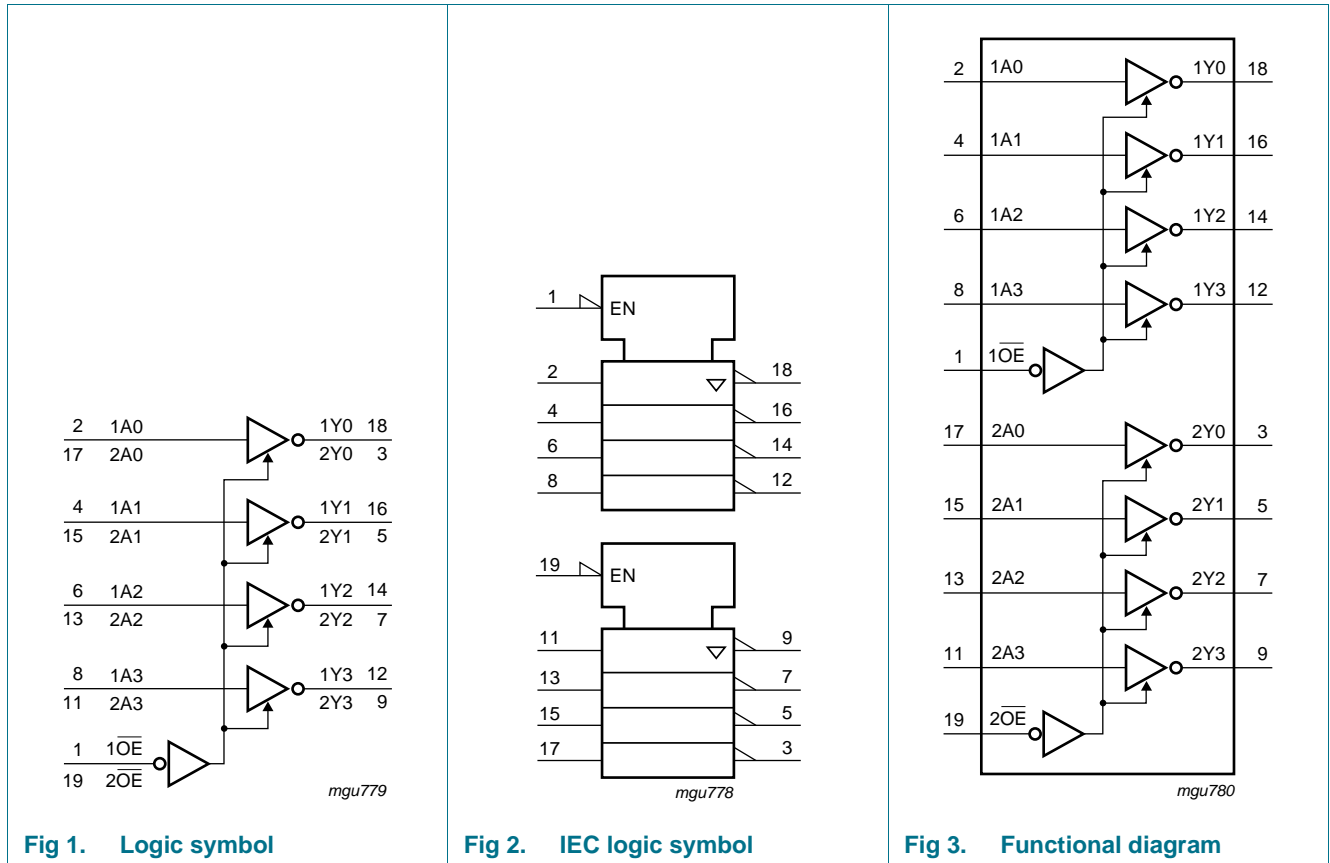 2 1A0 1Y0 18
17 2A0 2Y0 3
4 1A1 1Y1 16
15 2A1 2Y1 5
6 1A2 1Y2 14
13 2A2 2Y2 7
8 1A3 1Y3 12
11 2A3 2Y3 9
1 1O̅E̅
19 2O̅E̅
mgu779
Fig 1. Logic symbol
1 EN
2 18
4 16
6 14
8 12
19 EN
11 9
13 7
15 5
17 3
mgu778
Fig 2. IEC logic symbol
2 1A0 1Y0 18
4 1A1 1Y1 16
6 1A2 1Y2 14
8 1A3 1Y3 12
1 1O̅E̅
17 2A0 2Y0 3
15 2A1 2Y1 5
13 2A2 2Y2 7
11 2A3 2Y3 9
19 2O̅E̅
mgu780
Fig 3. Functional diagram